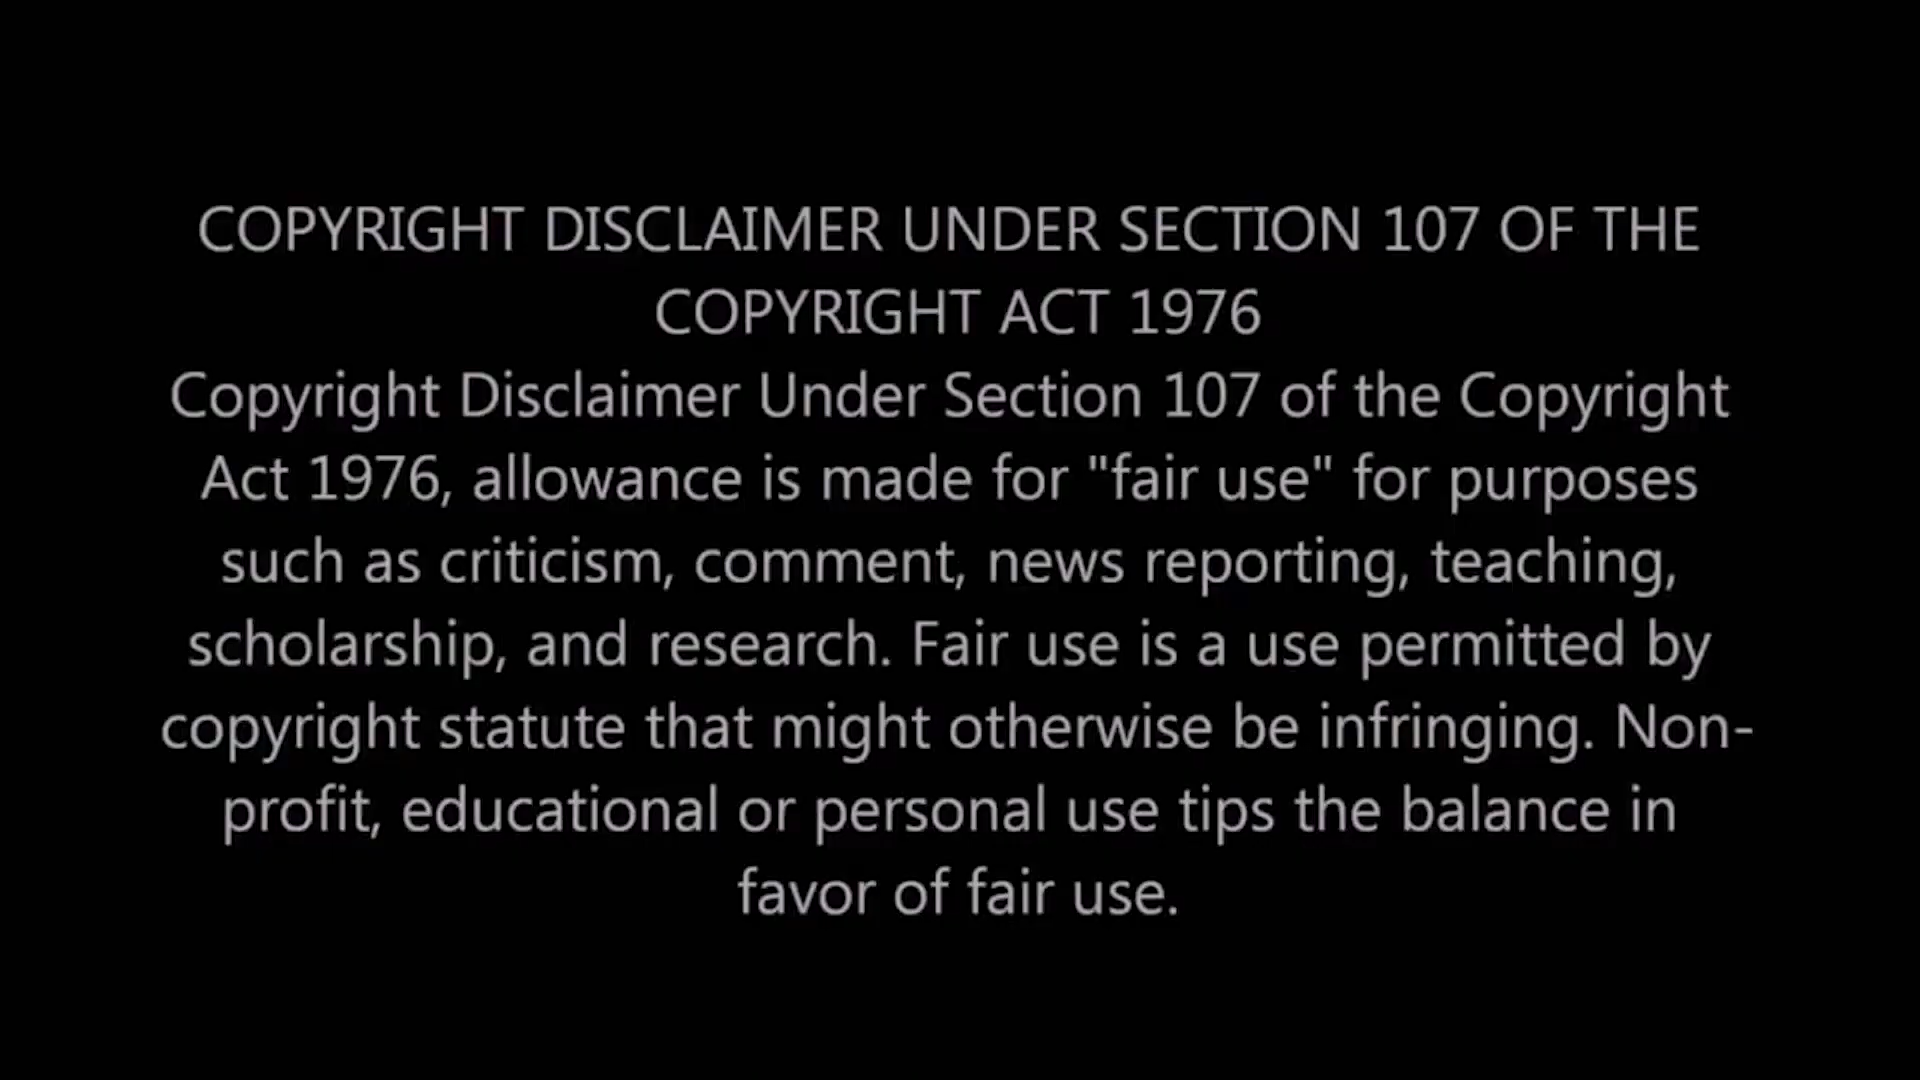 COPYRIGHT DISCLAIMER UNDER SECTION 107 OF THE
COPYRIGHT ACT 1976
Copyright Disclaimer Under Section 107 of the Copyright
Act 1976, allowance is made for "fair use" for purposes
such as criticism, comment, news reporting, teaching,
scholarship, and research. Fair use is a use permitted by
copyright statute that might otherwise be infringing. Non-
profit, educational or personal use tips the balance in
favor of fair use.